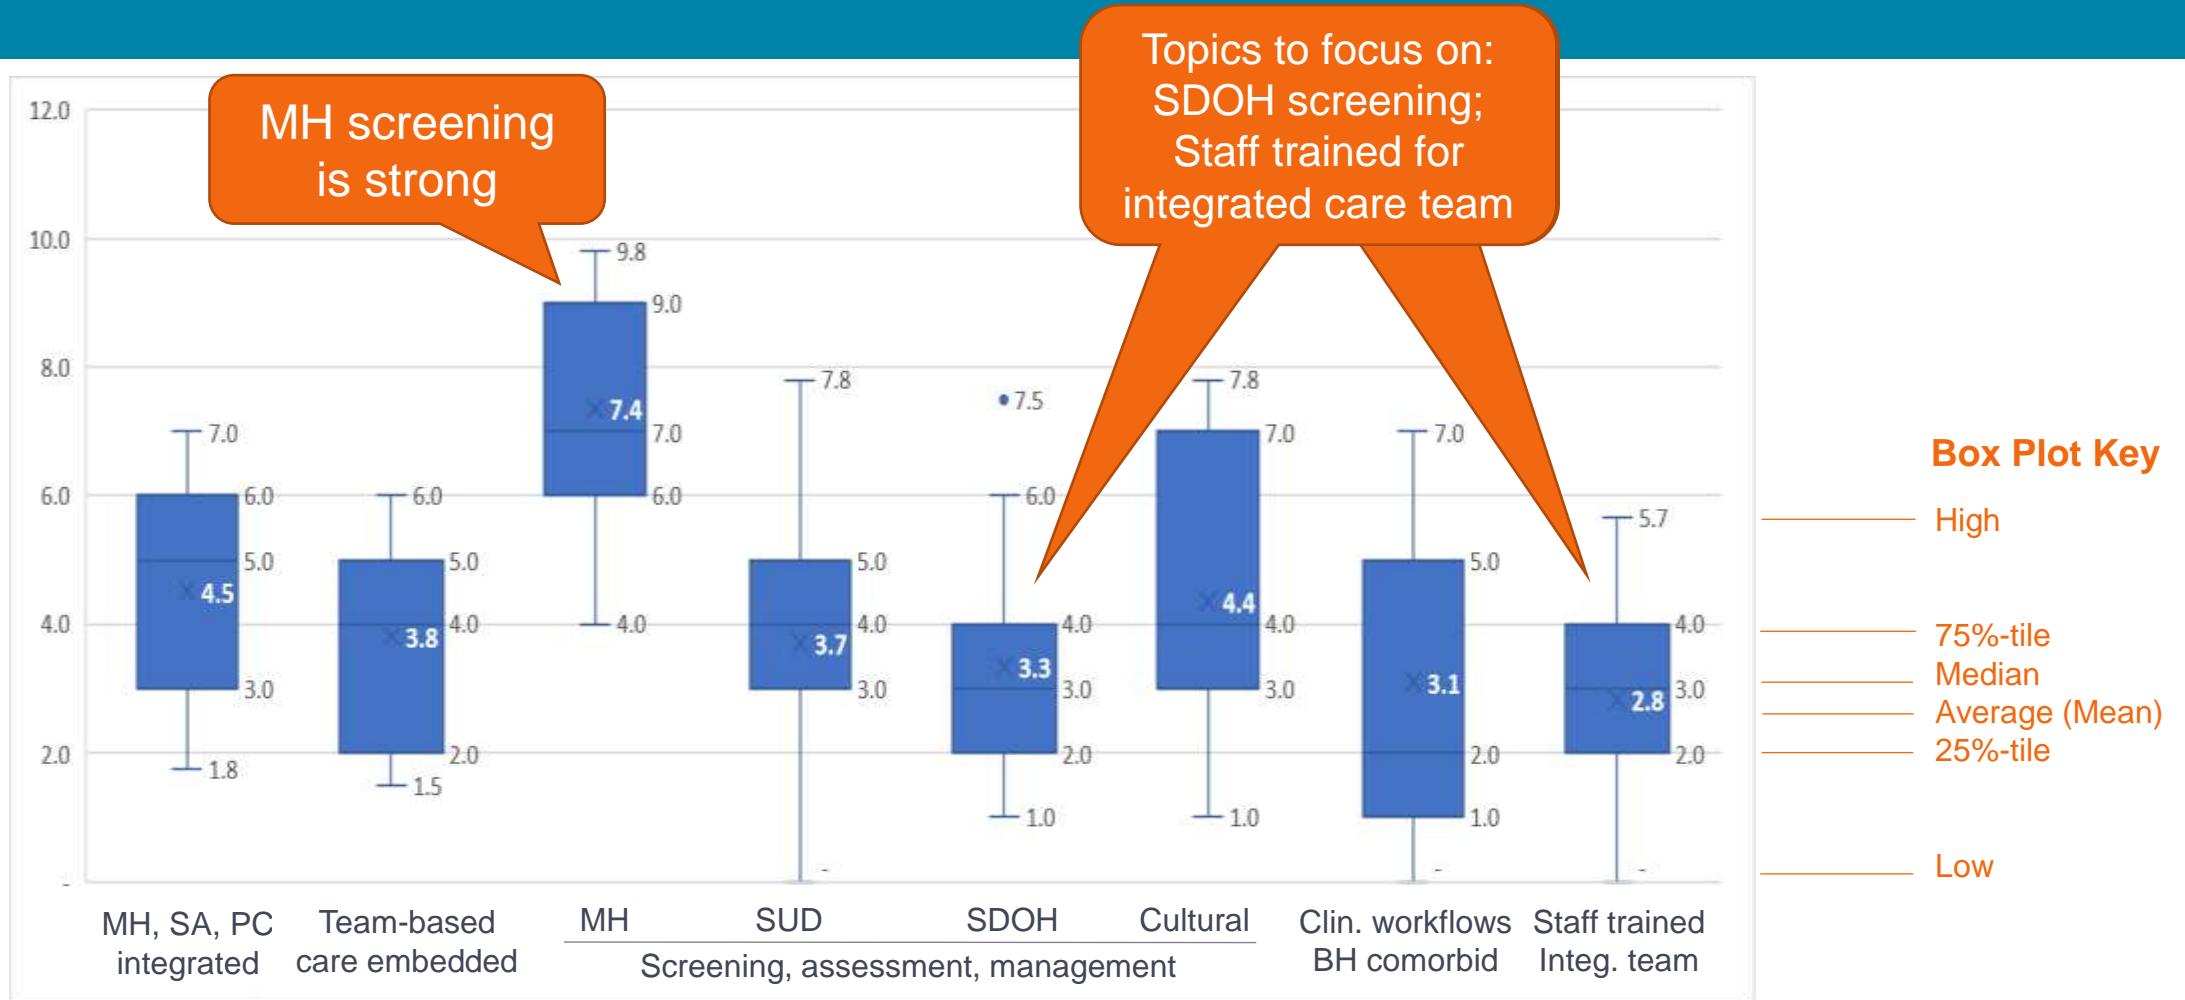 MH screening
is strong
Topics to focus on:
SDOH screening;
Staff trained for
integrated care team
12.0
10.0
8.0
6.0
4.0
2.0
-
7.0
6.0
5.0
4.5
3.0
1.8
6.0
5.0
4.0
3.8
2.0
1.5
9.8
9.0
7.4
7.0
6.0
4.0
7.8
5.0
4.0
3.7
3.0
-
7.5
6.0
4.0
3.3
3.0
2.0
1.0
7.8
7.0
4.4
4.0
3.0
1.0
7.0
5.0
3.1
2.0
1.0
-
5.7
4.0
3.0
2.8
2.0
-
MH, SA, PC
integrated
Team-based
care embedded
MH
SUD
SDOH
Cultural
Screening, assessment, management
Clin. workflows
BH comorbid
Staff trained
Integ. team
Box Plot Key
High
75%-tile
Median
Average (Mean)
25%-tile
Low